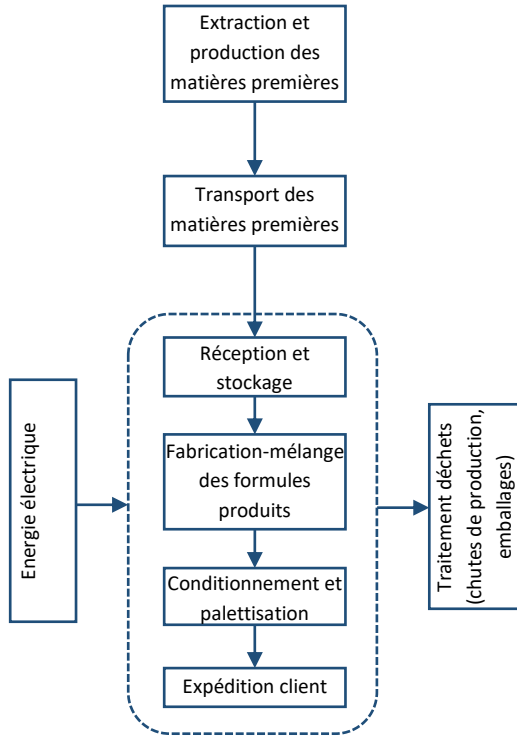 Extraction et
production des
matières premières
Transport des
matières premières
Réception et
stockage
Fabrication-mélange
des formules
produits
Conditionnement et
palettisation
Expédition client
Energie électrique
Traitement déchets
(chutes de production,
emballages)